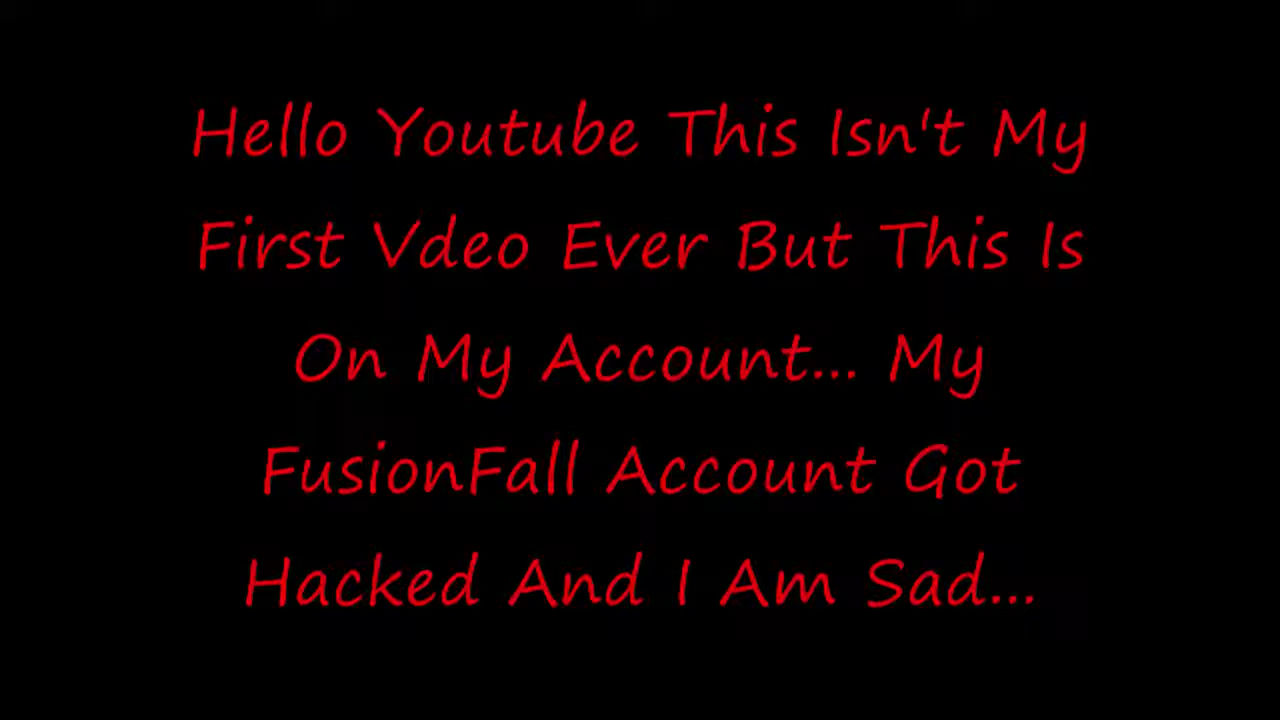 Hello Youtube This Isn't My
First Vdeo Ever But This Is
On My Account... My
FusionFall Account Got
Hacked And I Am Sad...